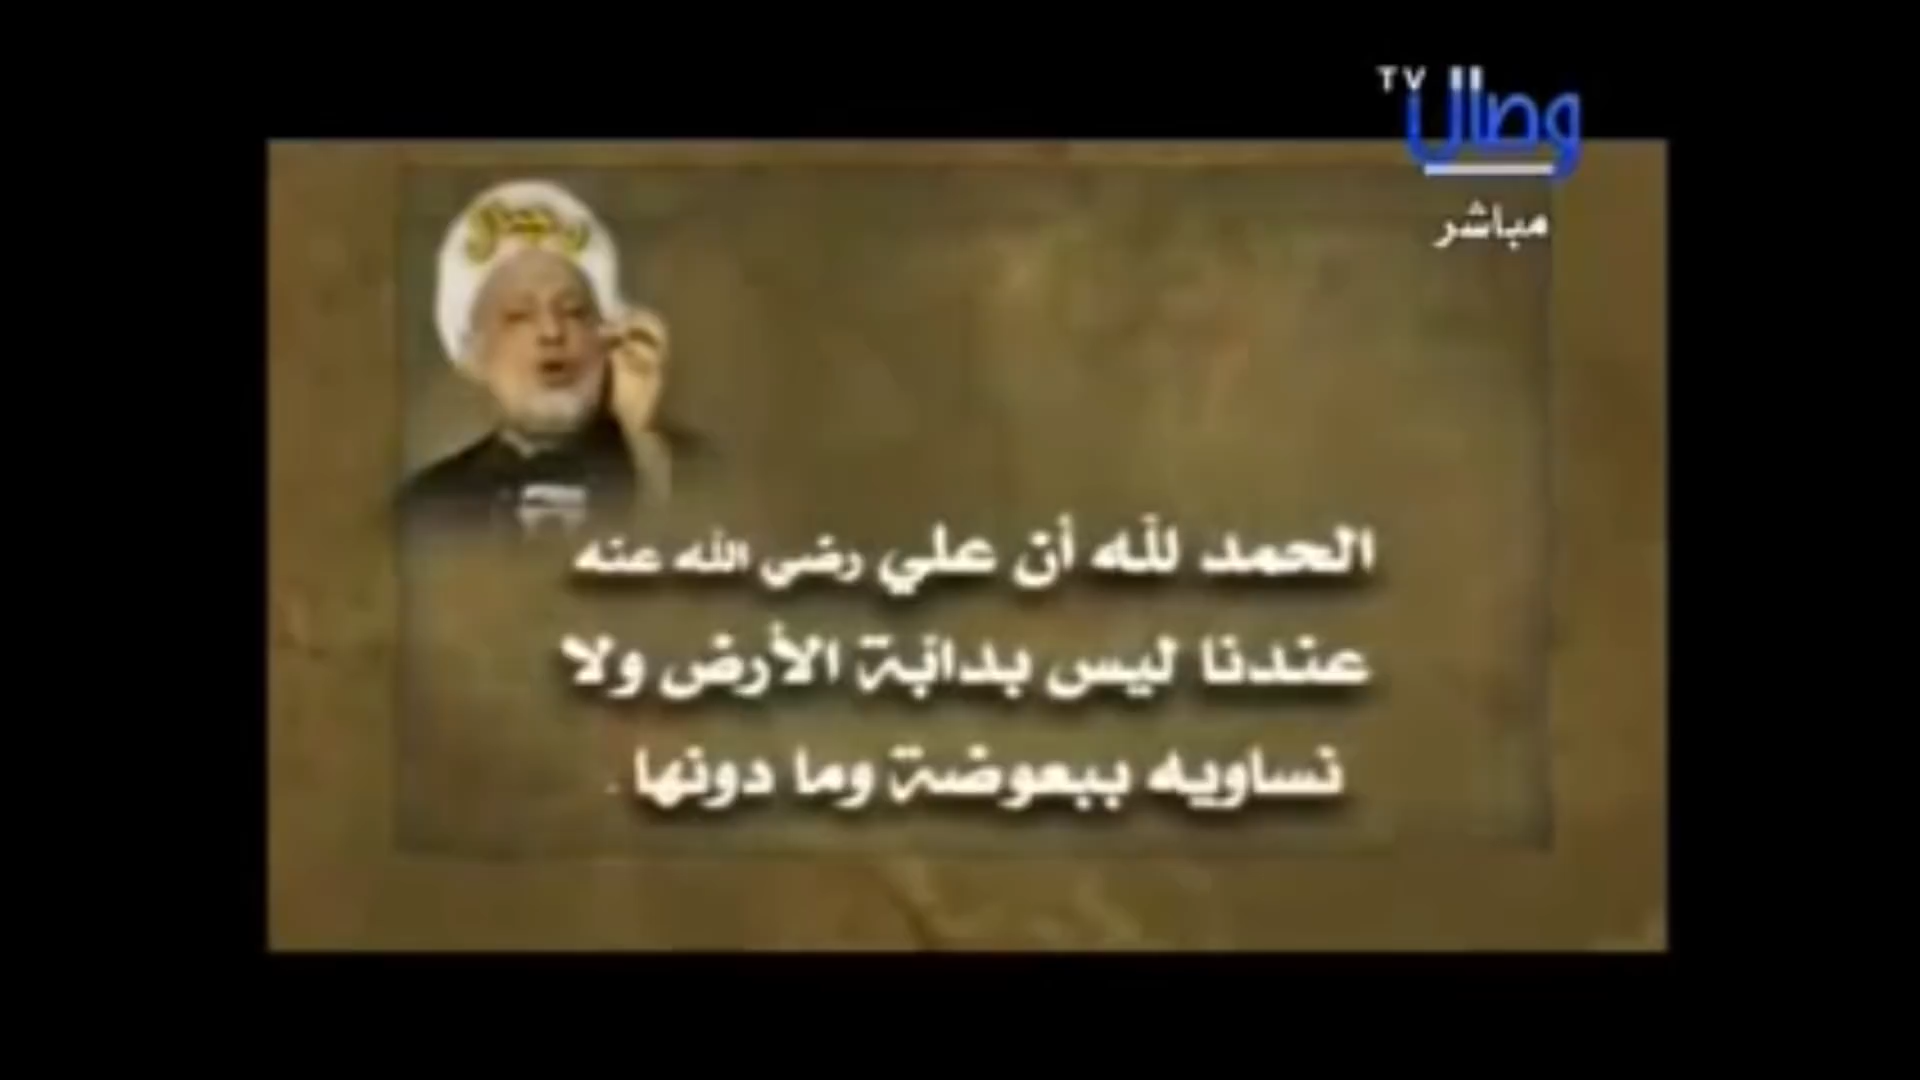 TV وصال
مباشر
دجال
الحمد لله أن علي رضي الله عنه
عندنا ليس بدابة الأرض ولا
نساويه ببعوضة وما دونها .